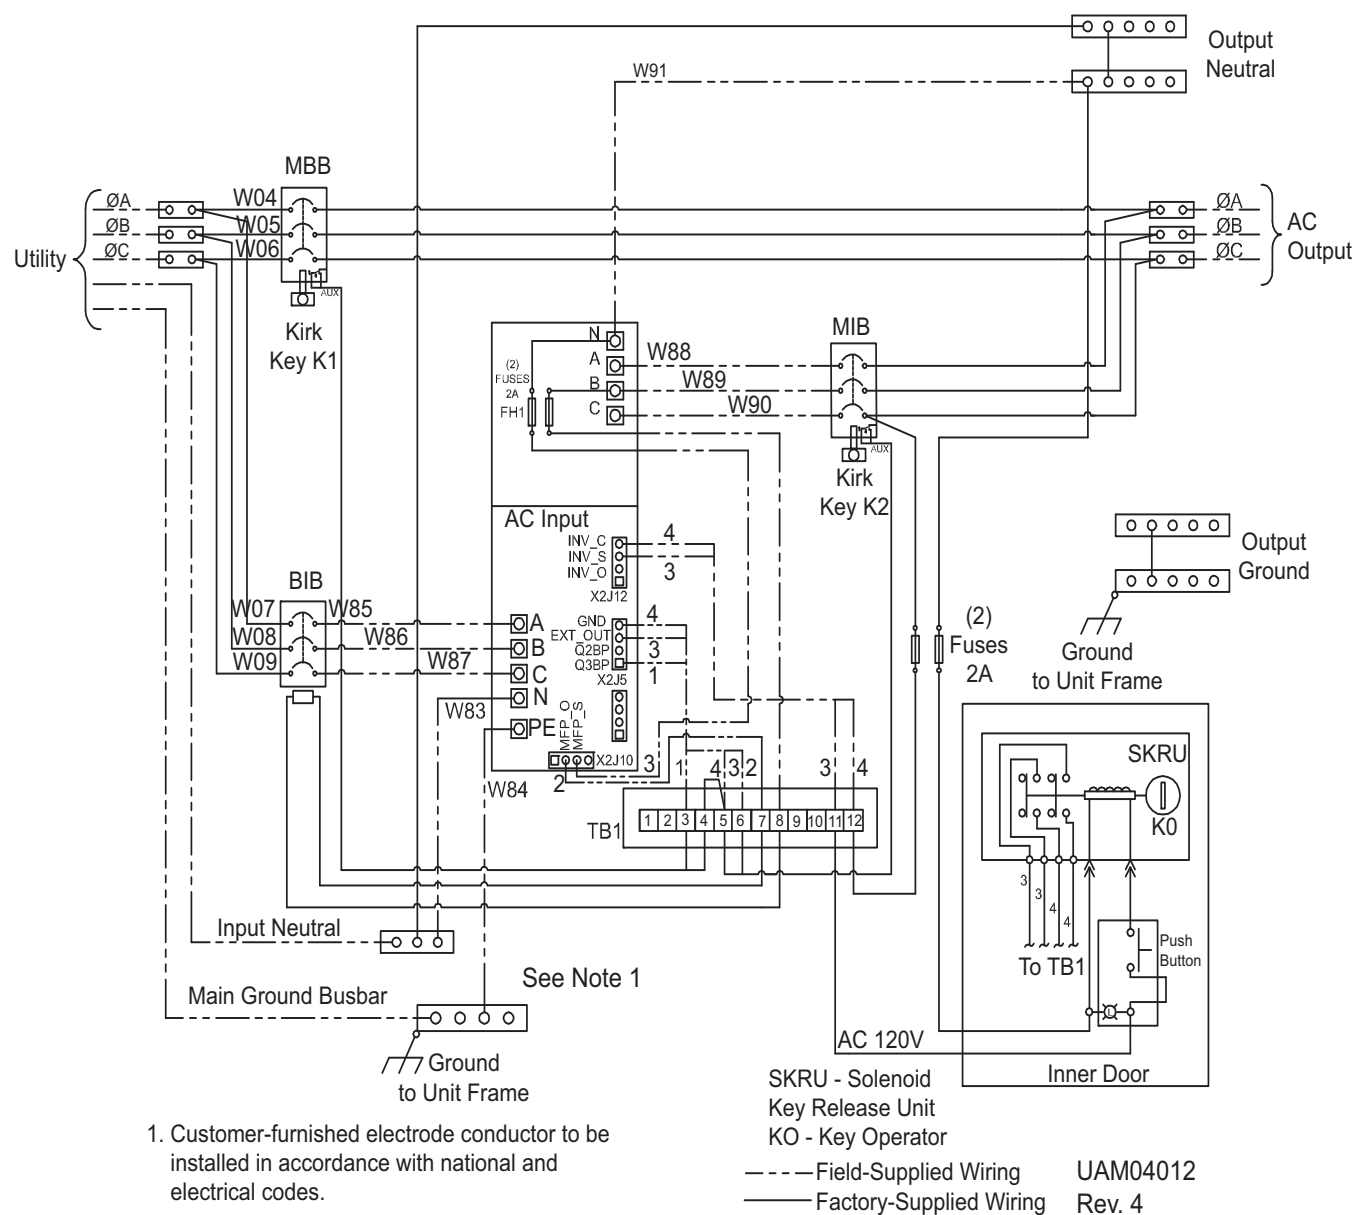 Output
Neutral
W91
MBB
ØA
ØB
ØC
Utility
W04
W05
W06
AUX
Kirk
Key K1
ØA
ØB
ØC
AC
Output
MIB
N
A
B
C
(2)
FUSES
2A
FH1
W88
W89
W90
AUX
Kirk
Key K2
AC Input
INV_C
INV_S
INV_O
X2J12
4
3
Output
Ground
Ground
to Unit Frame
BIB
W07
W08
W09
W85
W86
W87
A
B
C
N
PE
GND
EXT_OUT
Q2BP
Q3BP
X2J5
4
3
1
(2)
Fuses
2A
W83
W84
MFP_O
MFP_S
X2J10
2
3
1
4
3
2
3
4
TB1
1 2 3 4 5 6 7 8 9 10 11 12
SKRU
K0
3
3
4
4
To TB1
Push
Button
L
Input Neutral
See Note 1
Main Ground Busbar
Ground
to Unit Frame
AC 120V
Inner Door
SKRU - Solenoid
Key Release Unit
KO - Key Operator
1. Customer-furnished electrode conductor to be
installed in accordance with national and
electrical codes.
Field-Supplied Wiring
Factory-Supplied Wiring
UAM04012
Rev. 4